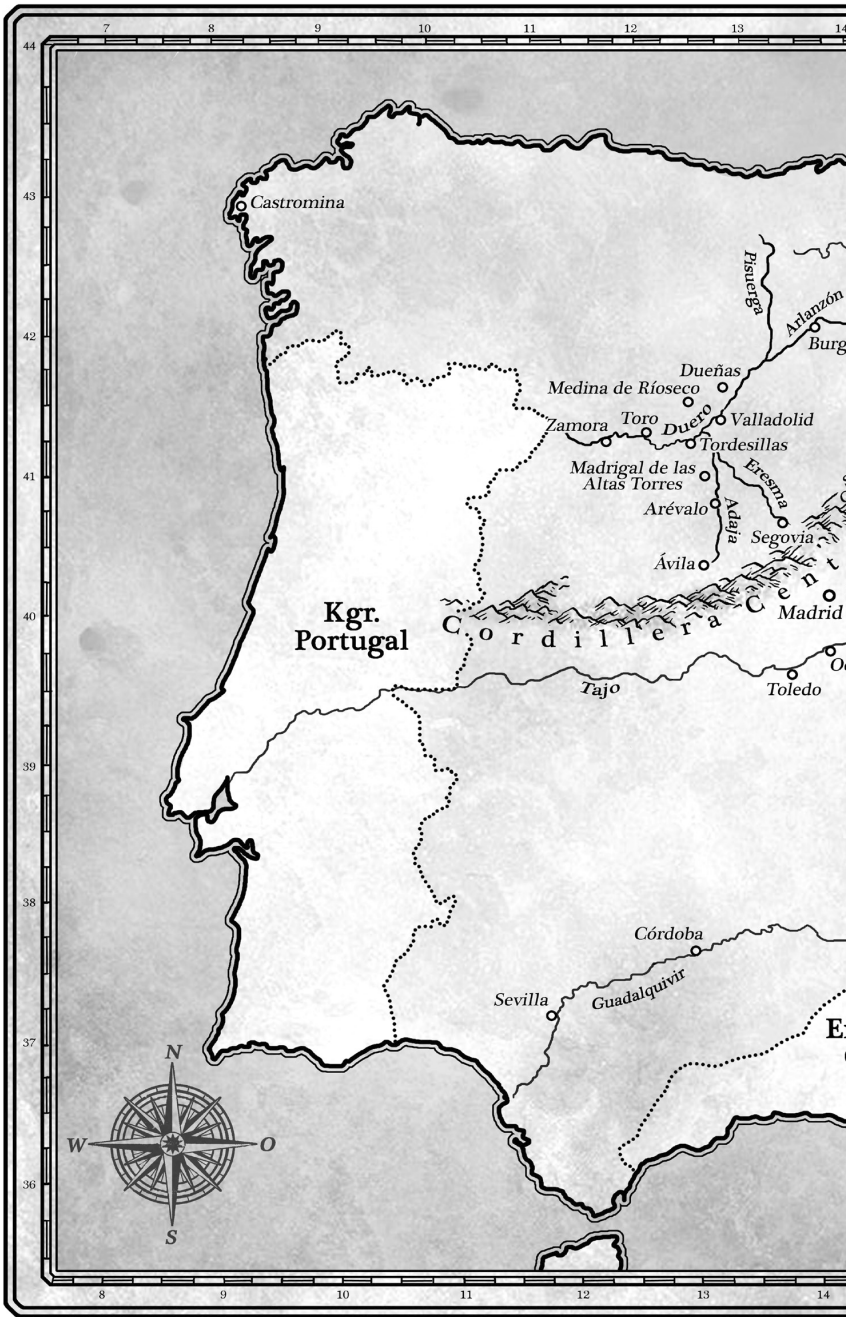 7 8 9 10 11 12 13 14
44
43
Castromina
Pisuerga
Arlanzón
42
Burg
Dueñas
Medina de Ríoseco
Duero
Toro
Valladolid
Zamora
Tordesillas
41
Madrigal de las
Altas Torres
Eresma
Arévalo
Adaja
Segovia
Ávila
40
Kgr.
Portugal
Cordillera Cent
Madrid
Tajo
Toledo
39
38
Córdoba
Guadalquivir
Sevilla
37
N
W O
S
36
8 9 10 11 12 13 14